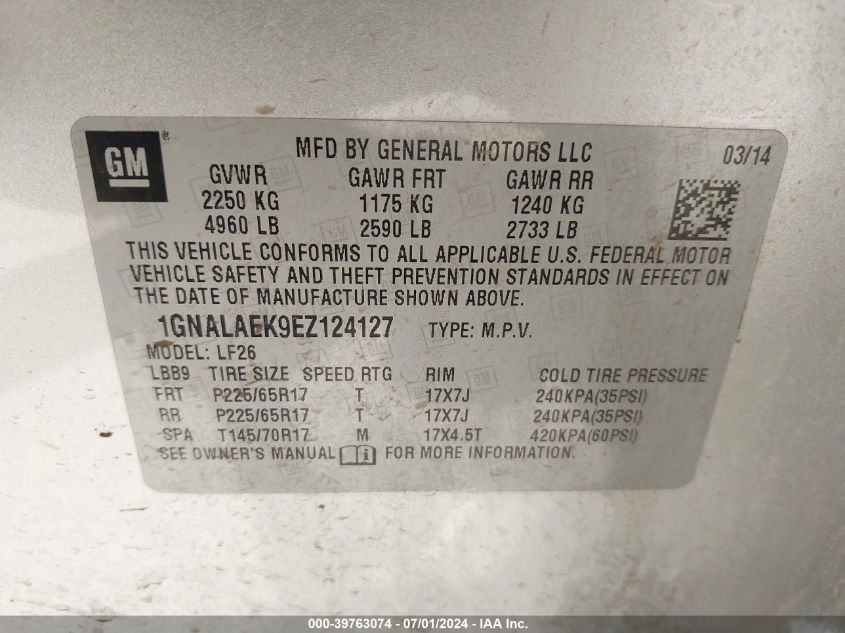 GM®
MFD BY GENERAL MOTORS LLC 03/14
GVWR GAWR FRT GAWR RR
2250 KG 1175 KG 1240 KG
4960 LB 2590 LB 2733 LB
THIS VEHICLE CONFORMS TO ALL APPLICABLE U.S. FEDERAL MOTOR
VEHICLE SAFETY AND THEFT PREVENTION STANDARDS IN EFFECT ON
THE DATE OF MANUFACTURE SHOWN ABOVE.
1GNALAEK9EZ124127 TYPE: M.P.V.
MODEL: LF26
LBB9 TIRE SIZE SPEED RTG RIM COLD TIRE PRESSURE
FRT P225/65R17 T 17X7J 240KPA(35PSI)
RR P225/65R17 T 17X7J 240KPA(35PSI)
SPA T145/70R17 M 17X4.5T 420KPA(60PSI)
SEE OWNER'S MANUAL i FOR MORE INFORMATION.
000-39763074 - 07/01/2024 - IAA Inc.